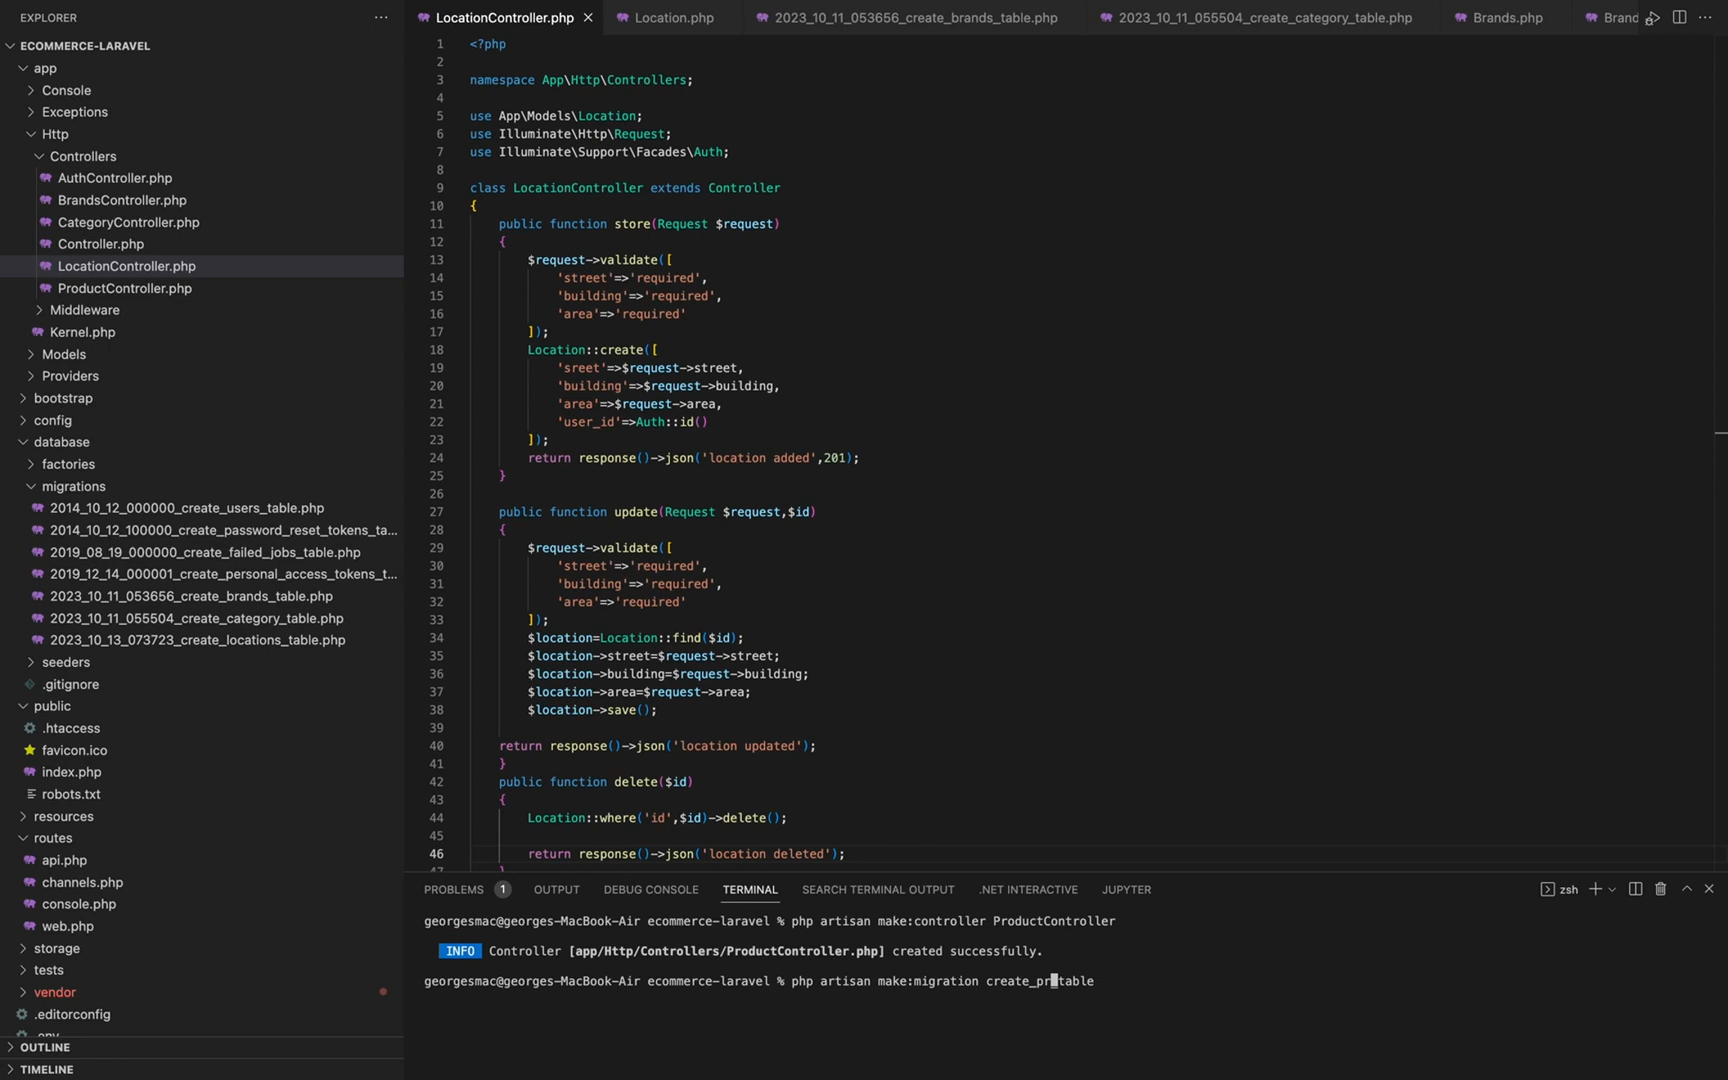 EXPLORER
ECOMMERCE-LARAVEL
app
Console
Exceptions
Http
Controllers
AuthController.php
BrandsController.php
CategoryController.php
Controller.php
LocationController.php
ProductController.php
Middleware
Kernel.php
Models
Providers
bootstrap
config
database
factories
migrations
2014_10_12_000000_create_users_table.php
2014_10_12_100000_create_password_reset_tokens_ta...
2019_08_19_000000_create_failed_jobs_table.php
2019_12_14_000001_create_personal_access_tokens_t...
2023_10_11_053656_create_brands_table.php
2023_10_11_055504_create_category_table.php
2023_10_13_073723_create_locations_table.php
seeders
.gitignore
public
.htaccess
favicon.ico
index.php
robots.txt
resources
routes
api.php
channels.php
console.php
web.php
storage
tests
vendor
.editorconfig
.env
OUTLINE
TIMELINE
LocationController.php Location.php 2023_10_11_053656_create_brands_table.php 2023_10_11_055504_create_category_table.php Brands.php Brand
1 <?php
2
3 namespace App\Http\Controllers;
4
5 use App\Models\Location;
6 use Illuminate\Http\Request;
7 use Illuminate\Support\Facades\Auth;
8
9 class LocationController extends Controller
10 {
11 public function store(Request $request)
12 {
13 $request->validate([
14 'street'=>'required',
15 'building'=>'required',
16 'area'=>'required'
17 ]);
18 Location::create([
19 'sreet'=>$request->street,
20 'building'=>$request->building,
21 'area'=>$request->area,
22 'user_id'=>Auth::id()
23 ]);
24 return response()->json('location added',201);
25 }
26
27 public function update(Request $request,$id)
28 {
29 $request->validate([
30 'street'=>'required',
31 'building'=>'required',
32 'area'=>'required'
33 ]);
34 $location=Location::find($id);
35 $location->street=$request->street;
36 $location->building=$request->building;
37 $location->area=$request->area;
38 $location->save();
39
40 return response()->json('location updated');
41 }
42 public function delete($id)
43 {
44 Location::where('id',$id)->delete();
45
46 return response()->json('location deleted');
47 }
PROBLEMS 1 OUTPUT DEBUG CONSOLE TERMINAL SEARCH TERMINAL OUTPUT .NET INTERACTIVE JUPYTER zsh
georgesmac@georges-MacBook-Air ecommerce-laravel % php artisan make:controller ProductController
INFO Controller [app/Http/Controllers/ProductController.php] created successfully.
georgesmac@georges-MacBook-Air ecommerce-laravel % php artisan make:migration create_pr table